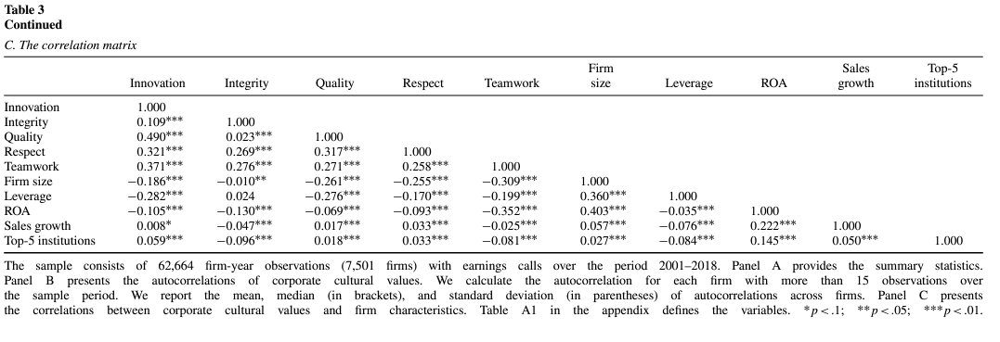 Table 3
Continued
C. The correlation matrix
Innovation Integrity Quality Respect Teamwork Firm size Leverage ROA Sales growth Top-5 institutions
Innovation 1.000
Integrity 0.109*** 1.000
Quality 0.490*** 0.023*** 1.000
Respect 0.321*** 0.269*** 0.317*** 1.000
Teamwork 0.371*** 0.276*** 0.271*** 0.258*** 1.000
Firm size −0.186*** −0.010** −0.261*** −0.255*** −0.309*** 1.000
Leverage −0.282*** 0.024 −0.276*** −0.170*** −0.199*** 0.360*** 1.000
ROA −0.105*** −0.130*** −0.069*** −0.093*** −0.352*** 0.403*** −0.035*** 1.000
Sales growth 0.008* −0.047*** 0.017*** 0.033*** −0.025*** 0.057*** −0.076*** 0.222*** 1.000
Top-5 institutions 0.059*** −0.096*** 0.018*** 0.033*** −0.081*** 0.027*** −0.084*** 0.145*** 0.050*** 1.000
The sample consists of 62,664 firm-year observations (7,501 firms) with earnings calls over the period 2001–2018. Panel A provides the summary statistics.
Panel B presents the autocorrelations of corporate cultural values. We calculate the autocorrelation for each firm with more than 15 observations over
the sample period. We report the mean, median (in brackets), and standard deviation (in parentheses) of autocorrelations across firms. Panel C presents
the correlations between corporate cultural values and firm characteristics. Table A1 in the appendix defines the variables. *p <.1; **p <.05; ***p <.01.